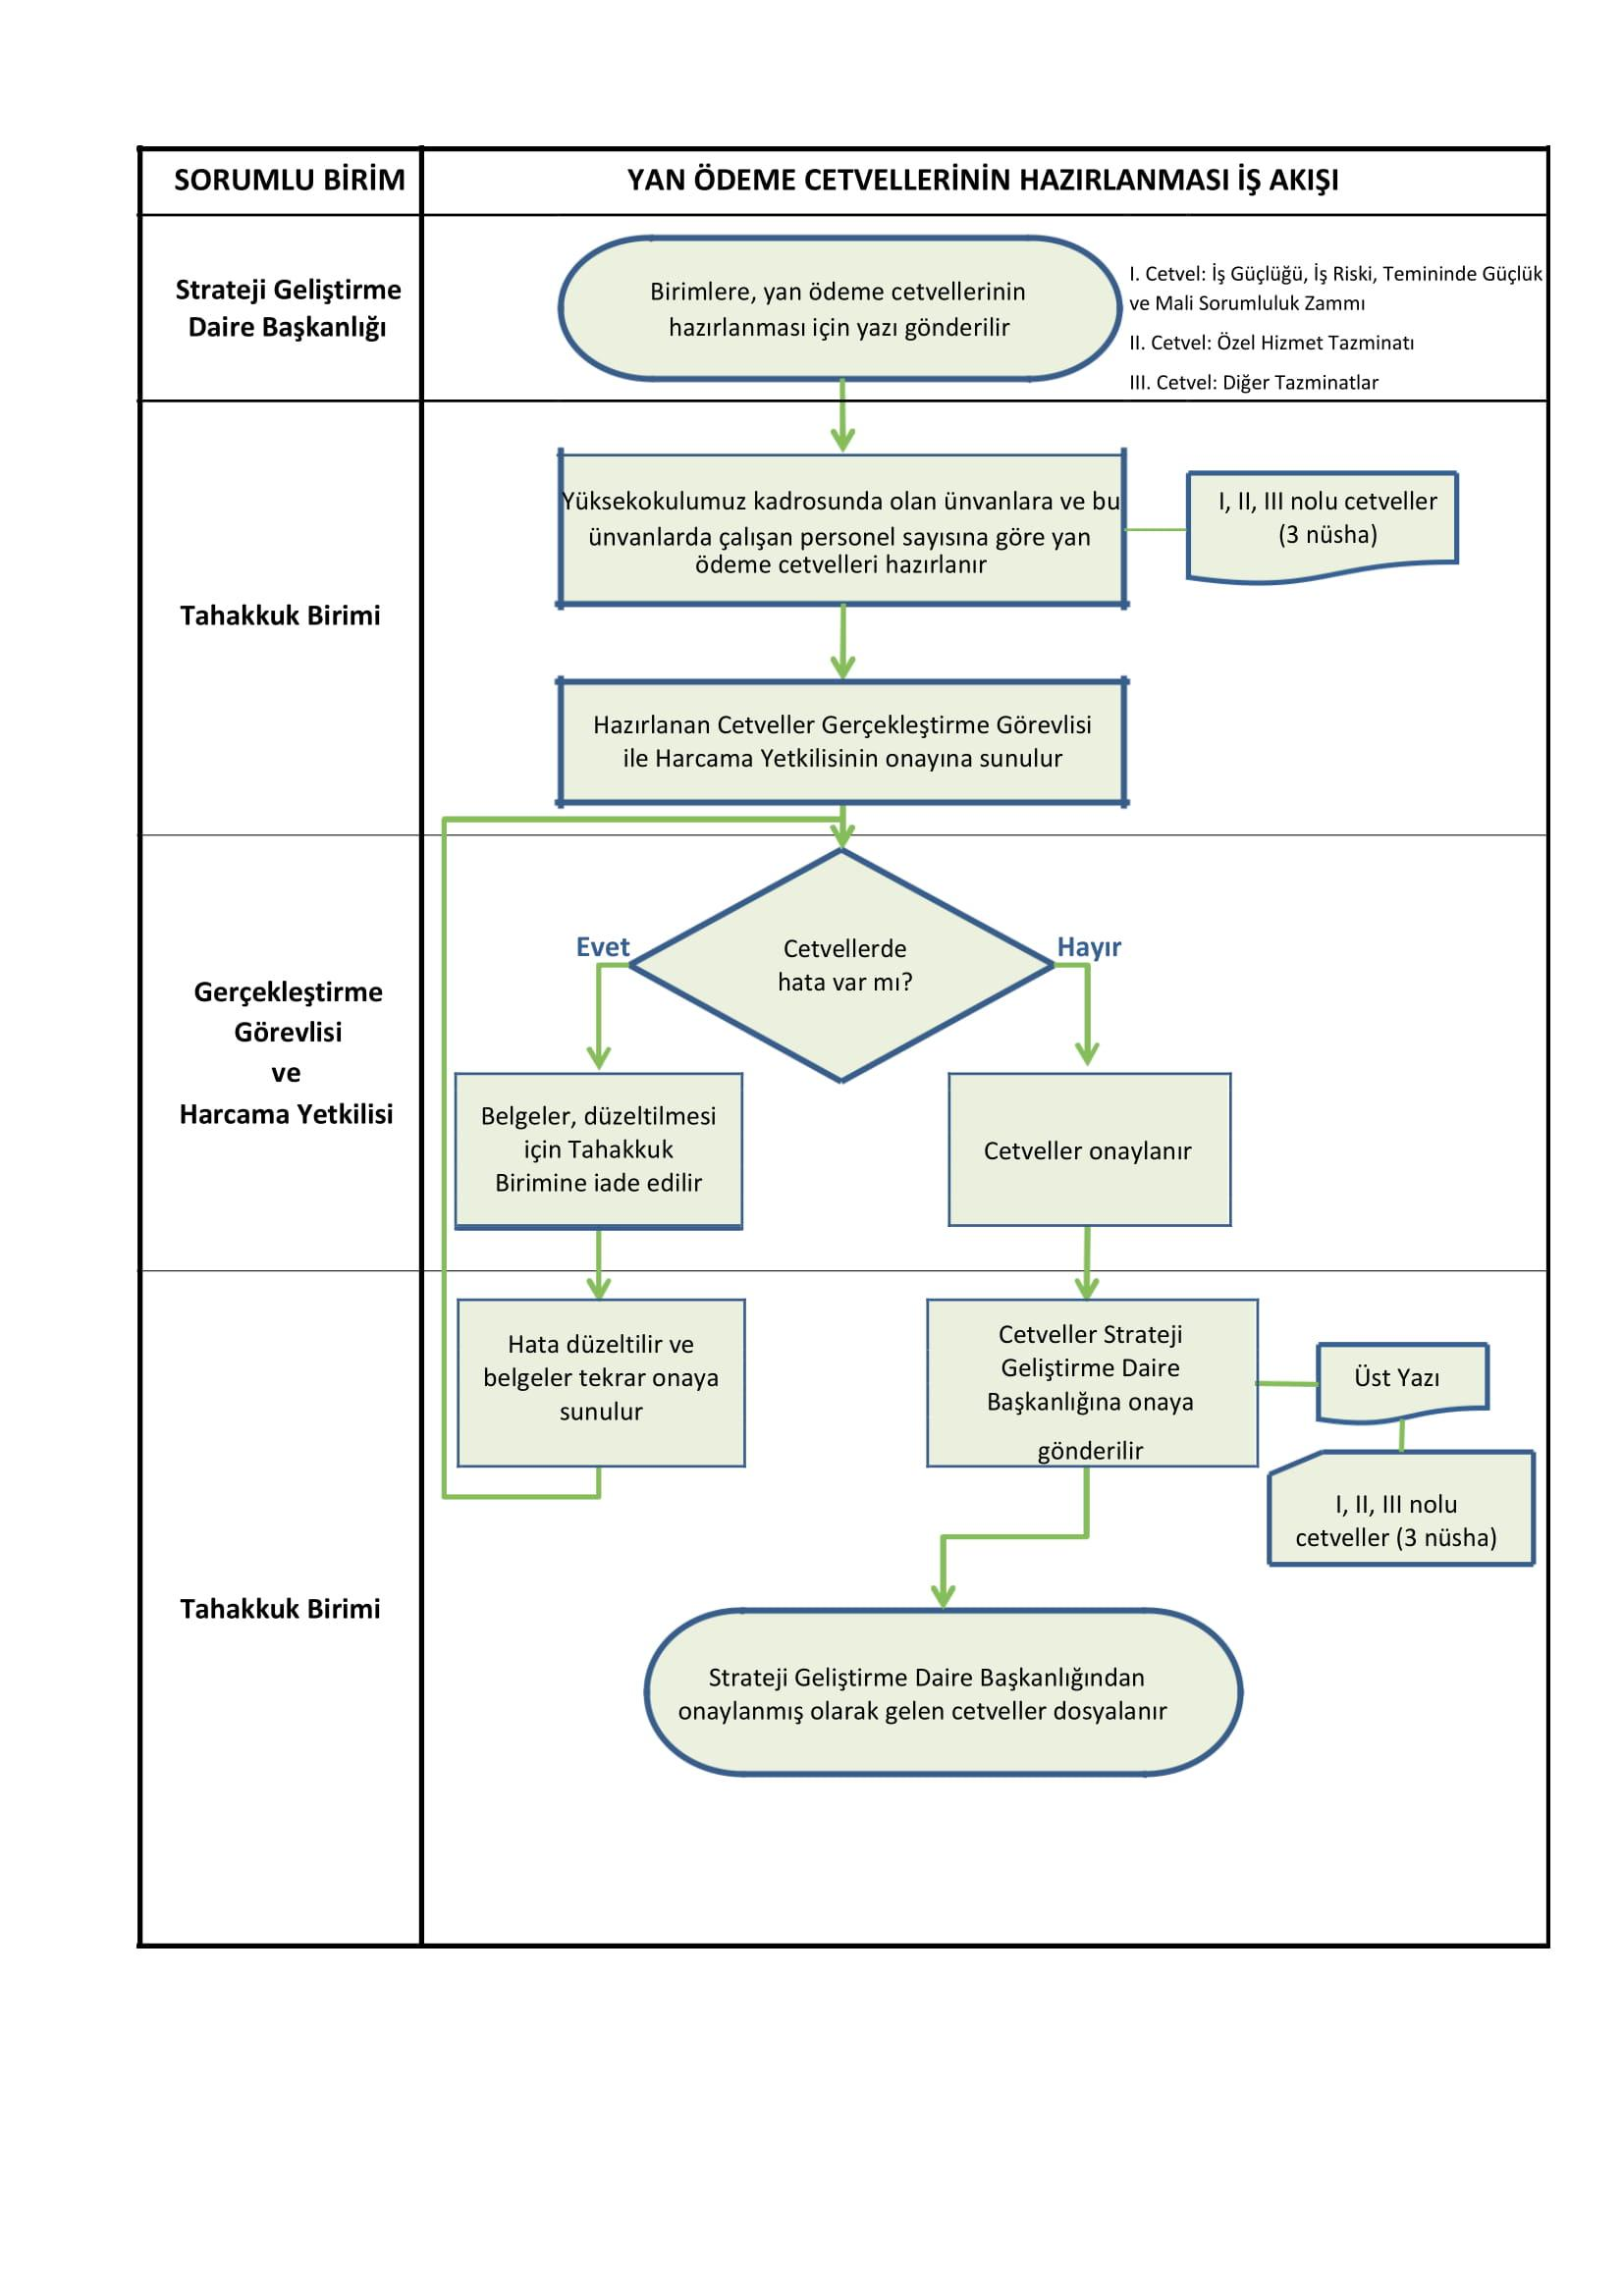 SORUMLU BİRİM
YAN ÖDEME CETVELLERİNİN HAZIRLANMASI İŞ AKIŞI
Strateji Geliştirme
Daire Başkanlığı
Birimlere, yan ödeme cetvellerinin
hazırlanması için yazı gönderilir
I. Cetvel: İş Güçlüğü, İş Riski, Temininde Güçlük
ve Mali Sorumluluk Zammı
II. Cetvel: Özel Hizmet Tazminatı
III. Cetvel: Diğer Tazminatlar
Tahakkuk Birimi
Yüksekokulumuz kadrosunda olan ünvanlara ve bu
ünvanlarda çalışan personel sayısına göre yan
ödeme cetvelleri hazırlanır
I, II, III nolu cetveller
(3 nüsha)
Hazırlanan Cetveller Gerçekleştirme Görevlisi
ile Harcama Yetkilisinin onayına sunulur
Gerçekleştirme
Görevlisi
ve
Harcama Yetkilisi
Evet
Cetvellerde
hata var mı?
Hayır
Belgeler, düzeltilmesi
için Tahakkuk
Birimine iade edilir
Cetveller onaylanır
Tahakkuk Birimi
Hata düzeltilir ve
belgeler tekrar onaya
sunulur
Cetveller Strateji
Geliştirme Daire
Başkanlığına onaya
gönderilir
Üst Yazı
I, II, III nolu
cetveller (3 nüsha)
Strateji Geliştirme Daire Başkanlığından
onaylanmış olarak gelen cetveller dosyalanır